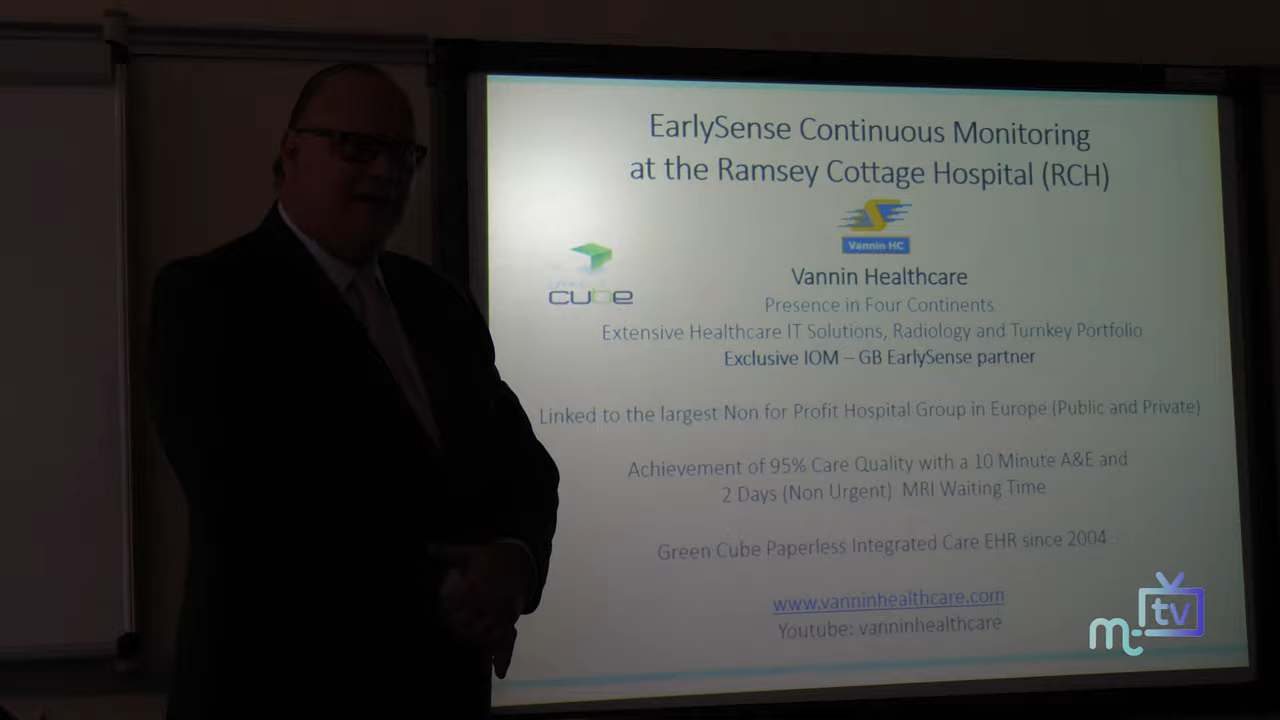 EarlySense Continuous Monitoring
at the Ramsey Cottage Hospital (RCH)
Vannin HC
cube
Vannin Healthcare
Presence in Four Continents
Extensive Healthcare IT Solutions, Radiology and Turnkey Portfolio
Exclusive IOM – GB EarlySense partner
Linked to the largest Non for Profit Hospital Group in Europe (Public and Private)
Achievement of 95% Care Quality with a 10 Minute A&E and
2 Days (Non Urgent) MRI Waiting Time
Green Cube Paperless Integrated Care EHR since 2004
www.vanninhealthcare.com
Youtube: vanninhealthcare
m tv